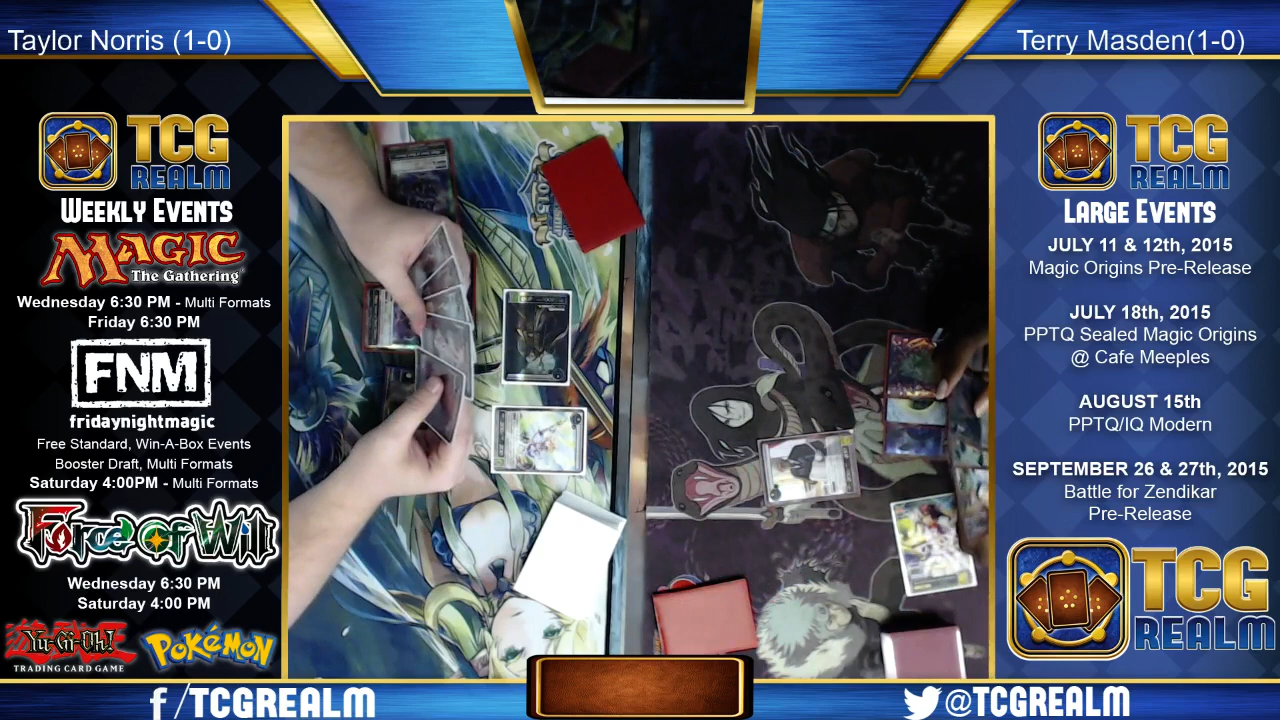 Taylor Norris (1-0)
Terry Masden(1-0)
TCG
REALM
WEEKLY EVENTS
MAGIC
The Gathering
Wednesday 6:30 PM - Multi Formats
Friday 6:30 PM
FNM
fridaynightmagic
Free Standard, Win-A-Box Events
Booster Draft, Multi Formats
Saturday 4:00PM - Multi Formats
Force of Will
Wednesday 6:30 PM
Saturday 4:00 PM
Yu-Gi-Oh!
TRADING CARD GAME
POKéMON
2015
TCG
REALM
LARGE EVENTS
JULY 11 & 12th, 2015
Magic Origins Pre-Release
JULY 18th, 2015
PPTQ Sealed Magic Origins
@ Cafe Meeples
AUGUST 15th
PPTQ/IQ Modern
SEPTEMBER 26 & 27th, 2015
Battle for Zendikar
Pre-Release
TCG
REALM
f/TCGREALM
@TCGREALM